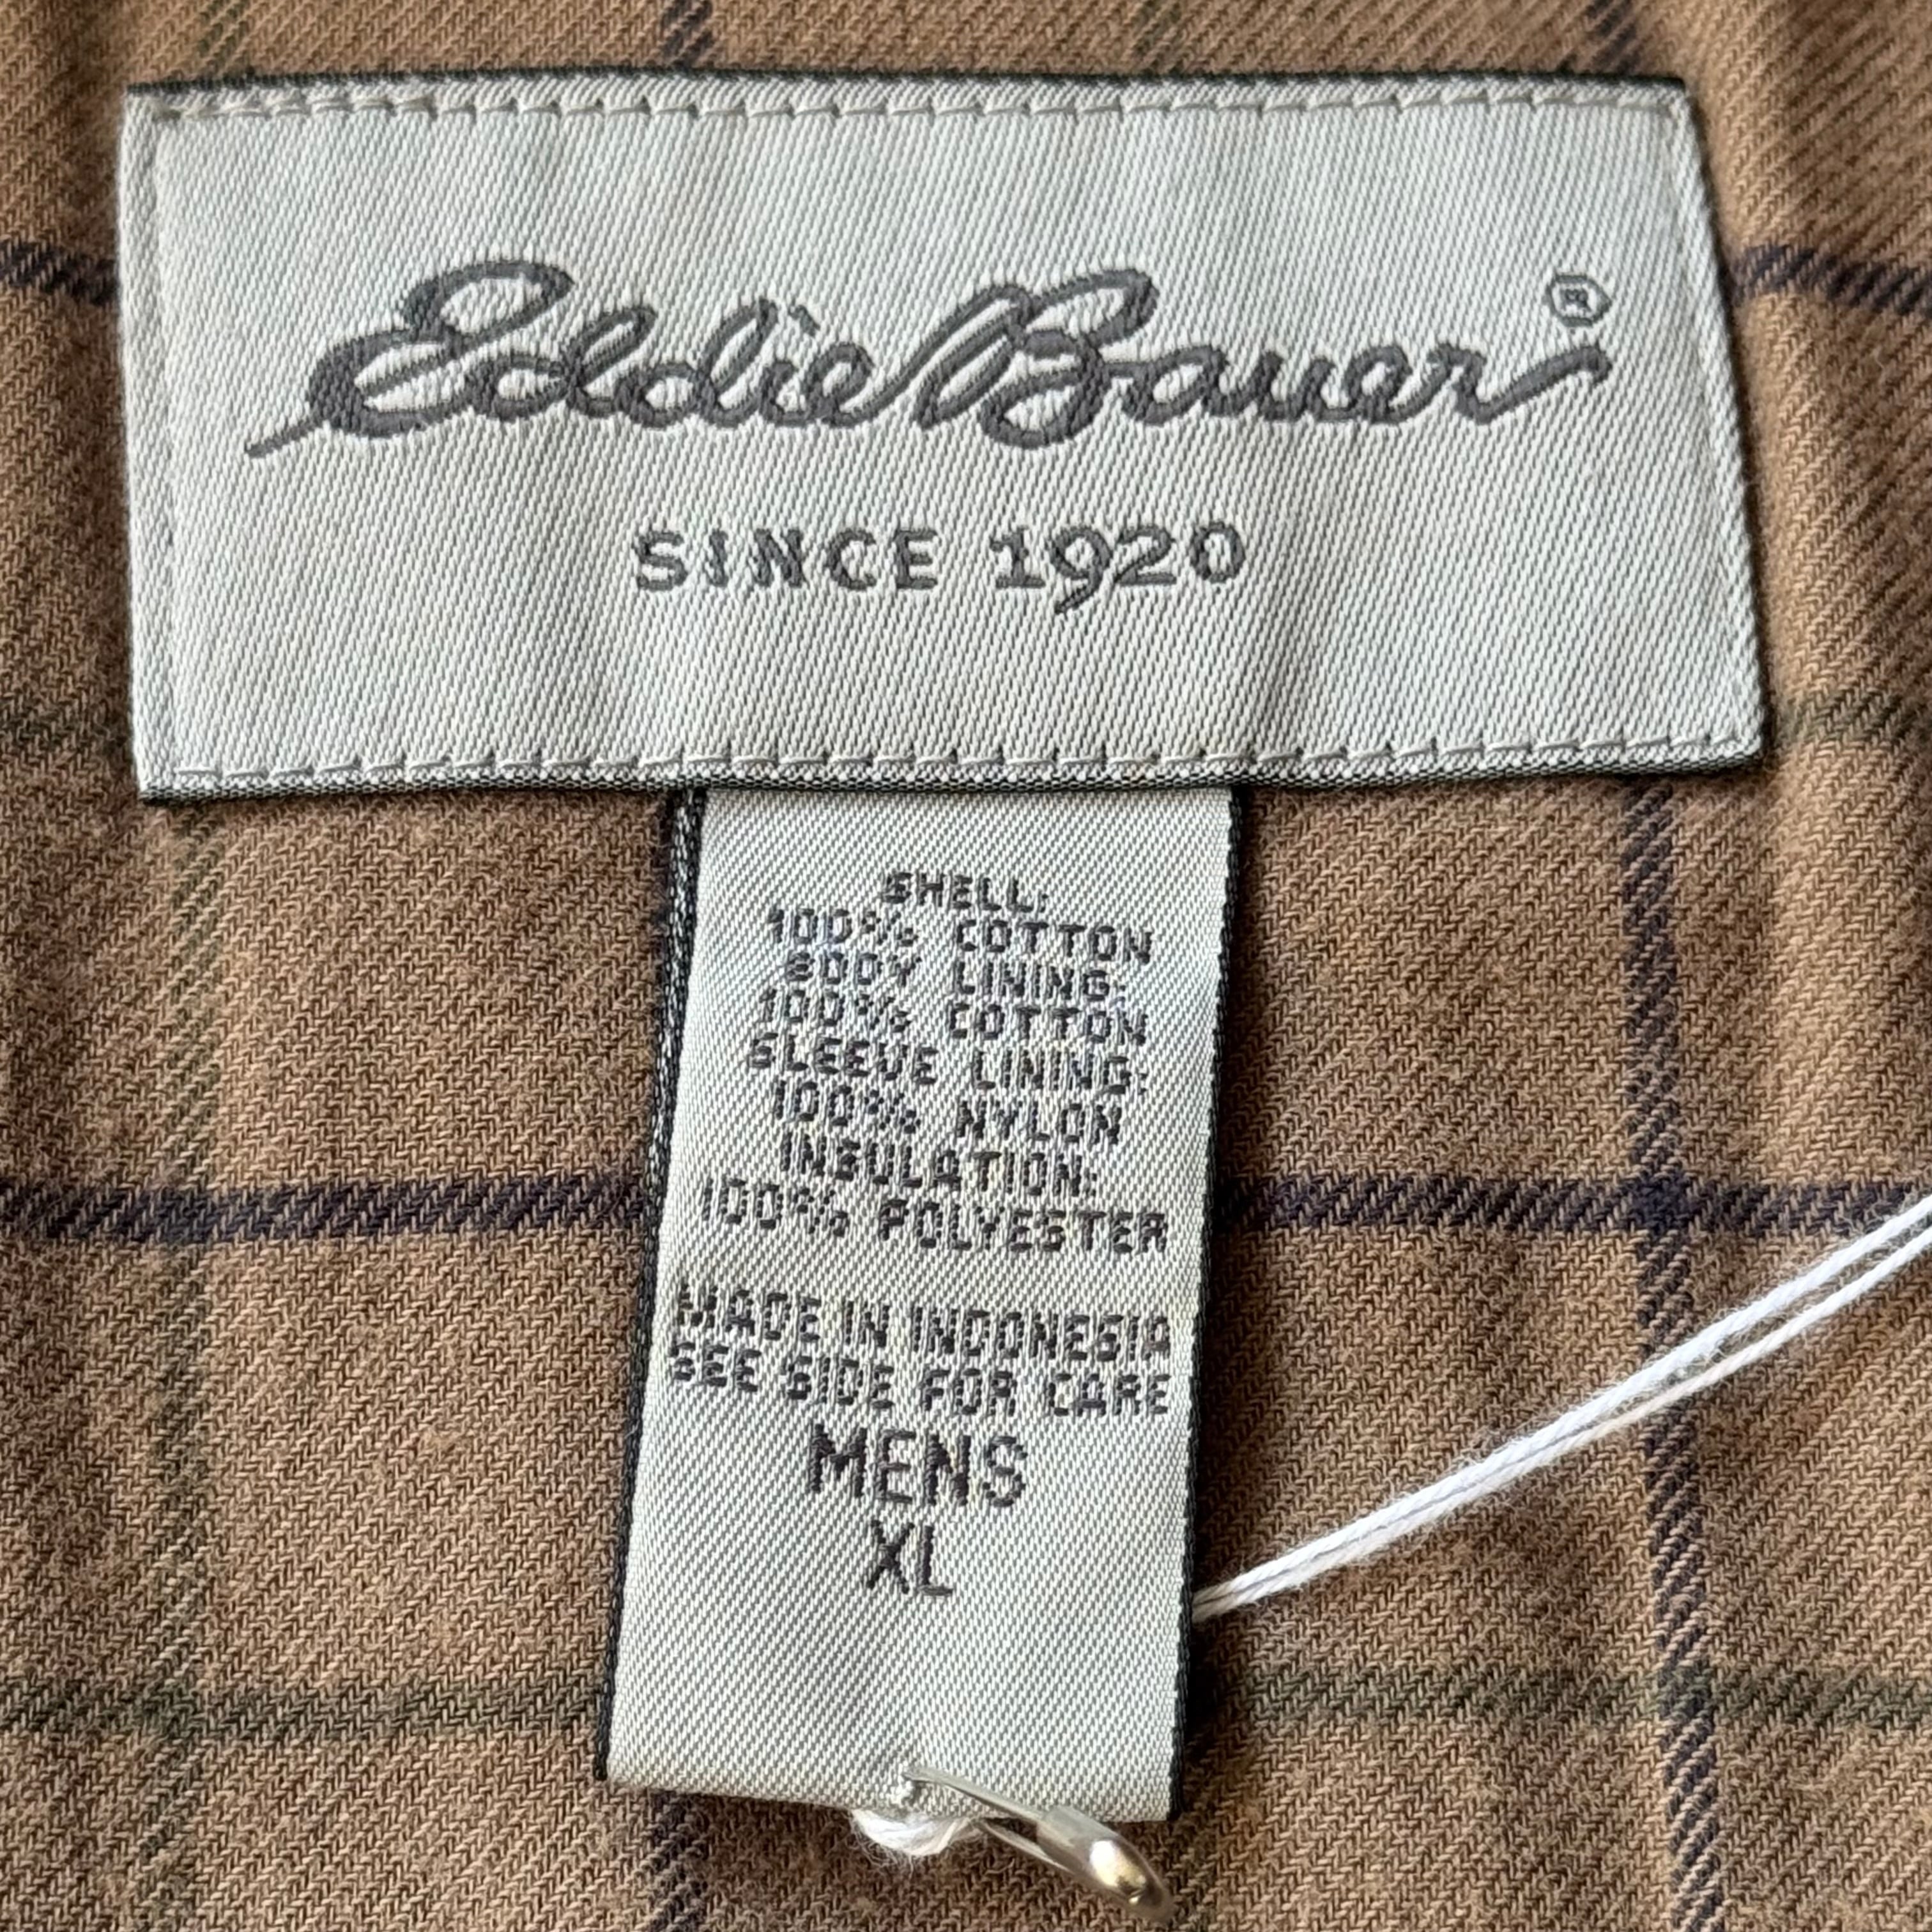 Eddie Bauer ®
SINCE 1920
SHELL:
100% COTTON
BODY LINING:
100% COTTON
SLEEVE LINING:
100% NYLON
INSULATION:
100% POLYESTER
MADE IN INDONESIA
SEE SIDE FOR CARE
MENS
XL